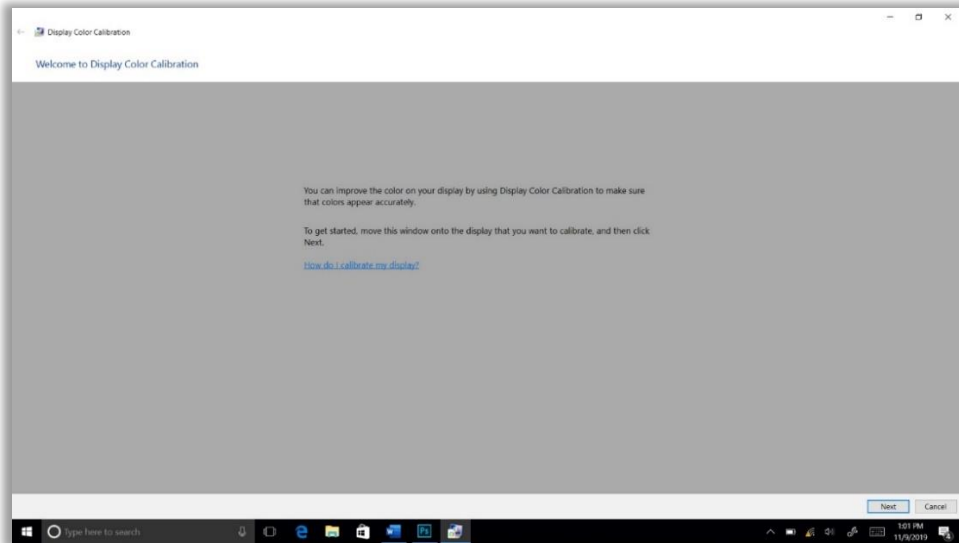 Display Color Calibration
Welcome to Display Color Calibration
You can improve the color on your display by using Display Color Calibration to make sure
that colors appear accurately.
To get started, move this window onto the display that you want to calibrate, and then click
Next.
How do I calibrate my display?
Next Cancel
Type here to search
Ps
1:01 PM
11/9/2019
4